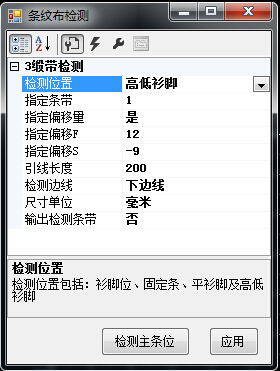 条纹布检测
3缎带检测
检测位置 高低衫脚
指定条带 1
指定偏移量 是
指定偏移F 12
指定偏移S -9
引线长度 200
检测边线 下边线
尺寸单位 毫米
输出检测条带 否
检测位置
检测位置包括：衫脚位、固定条、平衫脚及高低
衫脚
检测主条位 应用